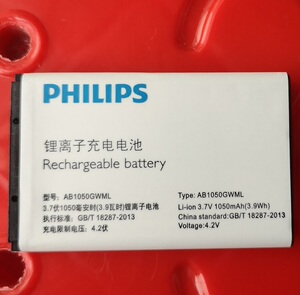 PHILIPS
锂离子充电电池
Rechargeable battery
型号: AB1050GWML
3.7伏1050毫安时(3.9瓦时)锂离子电池
执行标准: GB/T 18287-2013
充电限制电压: 4.2伏
Type: AB1050GWML
Li-ion 3.7V 1050mAh(3.9Wh)
China standard:GB/T 18287-2013
Voltage:4.2V